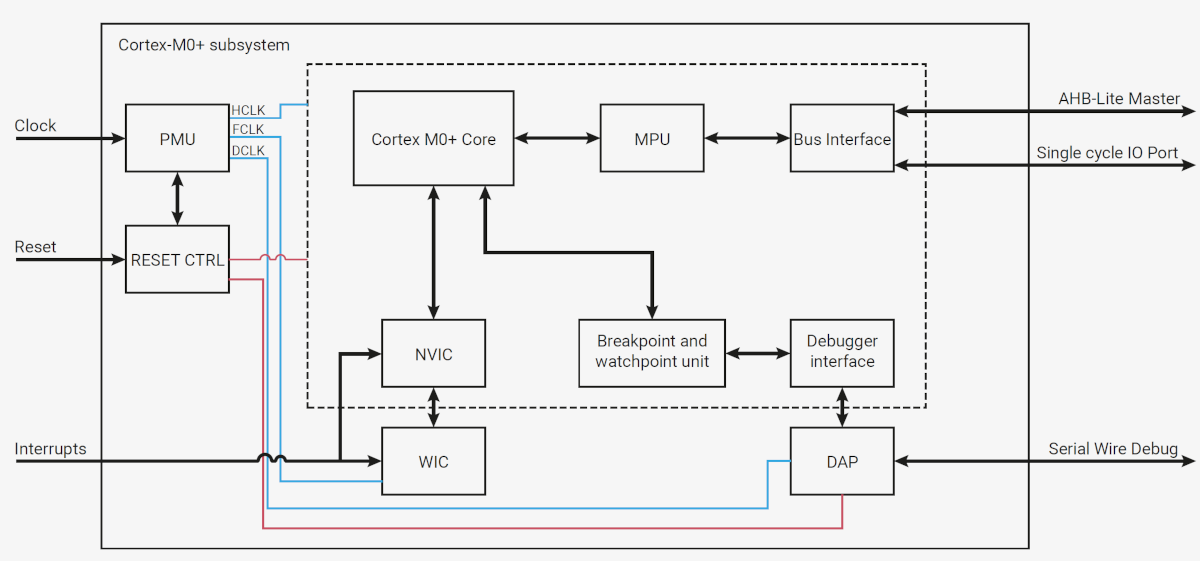 Cortex-M0+ subsystem
AHB-Lite Master
HCLK
Clock
FCLK
PMU
Cortex M0+ Core
MPU
Bus Interface
DCLK
Single cycle IO Port
Reset
RESET CTRL
NVIC
Breakpoint and
watchpoint unit
Debugger
interface
Interrupts
WIC
DAP
Serial Wire Debug